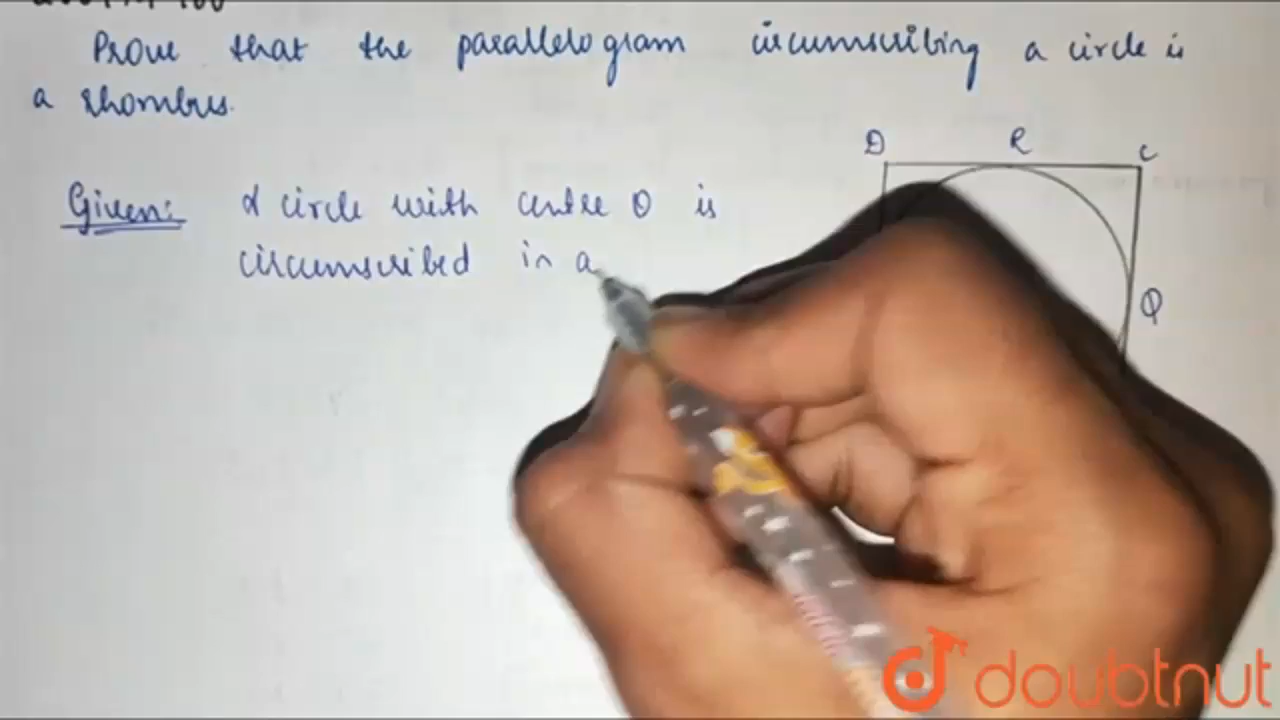 Prove that the parallelogram circumscribing a circle is
a rhombus.
D R C
Given: A circle with centre O is
circumscribed in a
Q
doubtnut